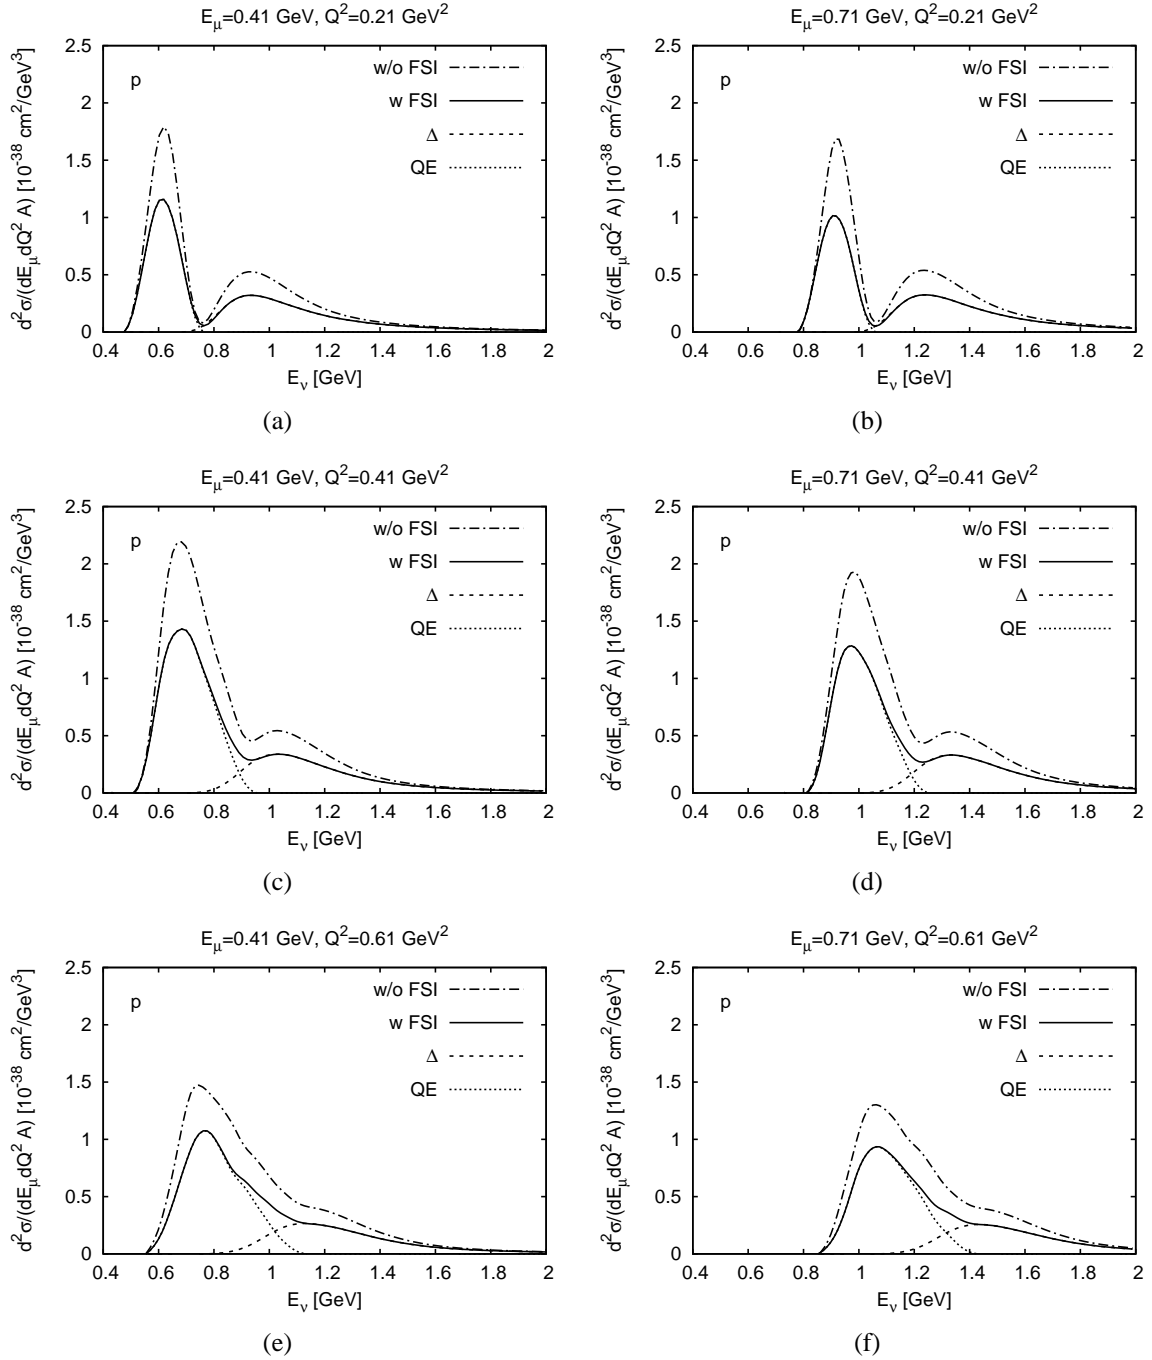 E_μ=0.41 GeV, Q^2=0.21 GeV^2
2.5
2
1.5
1
0.5
0
d^2σ/(dE_μdQ^2 A) [10^-38 cm^2/GeV^3]
p
w/o FSI
w FSI
Δ
QE
0.4 0.6 0.8 1 1.2 1.4 1.6 1.8 2
E_ν [GeV]
(a)
E_μ=0.71 GeV, Q^2=0.21 GeV^2
2.5
2
1.5
1
0.5
0
d^2σ/(dE_μdQ^2 A) [10^-38 cm^2/GeV^3]
p
w/o FSI
w FSI
Δ
QE
0.4 0.6 0.8 1 1.2 1.4 1.6 1.8 2
E_ν [GeV]
(b)
E_μ=0.41 GeV, Q^2=0.41 GeV^2
2.5
2
1.5
1
0.5
0
d^2σ/(dE_μdQ^2 A) [10^-38 cm^2/GeV^3]
p
w/o FSI
w FSI
Δ
QE
0.4 0.6 0.8 1 1.2 1.4 1.6 1.8 2
E_ν [GeV]
(c)
E_μ=0.71 GeV, Q^2=0.41 GeV^2
2.5
2
1.5
1
0.5
0
d^2σ/(dE_μdQ^2 A) [10^-38 cm^2/GeV^3]
p
w/o FSI
w FSI
Δ
QE
0.4 0.6 0.8 1 1.2 1.4 1.6 1.8 2
E_ν [GeV]
(d)
E_μ=0.41 GeV, Q^2=0.61 GeV^2
2.5
2
1.5
1
0.5
0
d^2σ/(dE_μdQ^2 A) [10^-38 cm^2/GeV^3]
p
w/o FSI
w FSI
Δ
QE
0.4 0.6 0.8 1 1.2 1.4 1.6 1.8 2
E_ν [GeV]
(e)
E_μ=0.71 GeV, Q^2=0.61 GeV^2
2.5
2
1.5
1
0.5
0
d^2σ/(dE_μdQ^2 A) [10^-38 cm^2/GeV^3]
p
w/o FSI
w FSI
Δ
QE
0.4 0.6 0.8 1 1.2 1.4 1.6 1.8 2
E_ν [GeV]
(f)